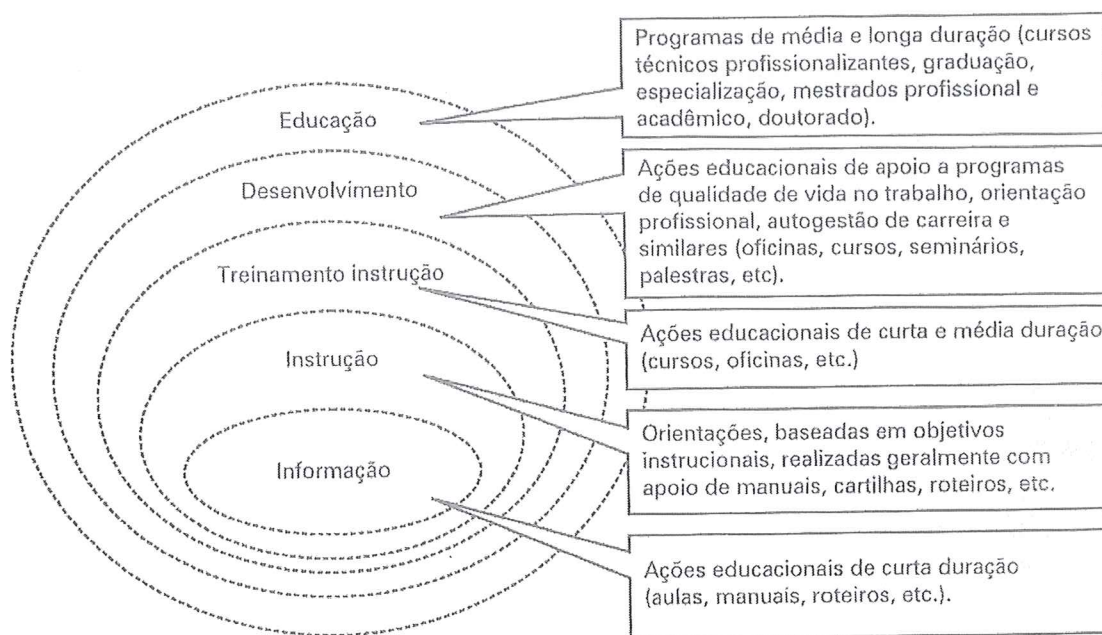 Educação
Programas de média e longa duração (cursos
técnicos profissionalizantes, graduação,
especialização, mestrados profissional e
acadêmico, doutorado).
Desenvolvimento
Ações educacionais de apoio a programas
de qualidade de vida no trabalho, orientação
profissional, autogestão de carreira e
similares (oficinas, cursos, seminários,
palestras, etc).
Treinamento instrução
Ações educacionais de curta e média duração
(cursos, oficinas, etc.)
Instrução
Orientações, baseadas em objetivos
instrucionais, realizadas geralmente com
apoio de manuais, cartilhas, roteiros, etc.
Informação
Ações educacionais de curta duração
(aulas, manuais, roteiros, etc.).